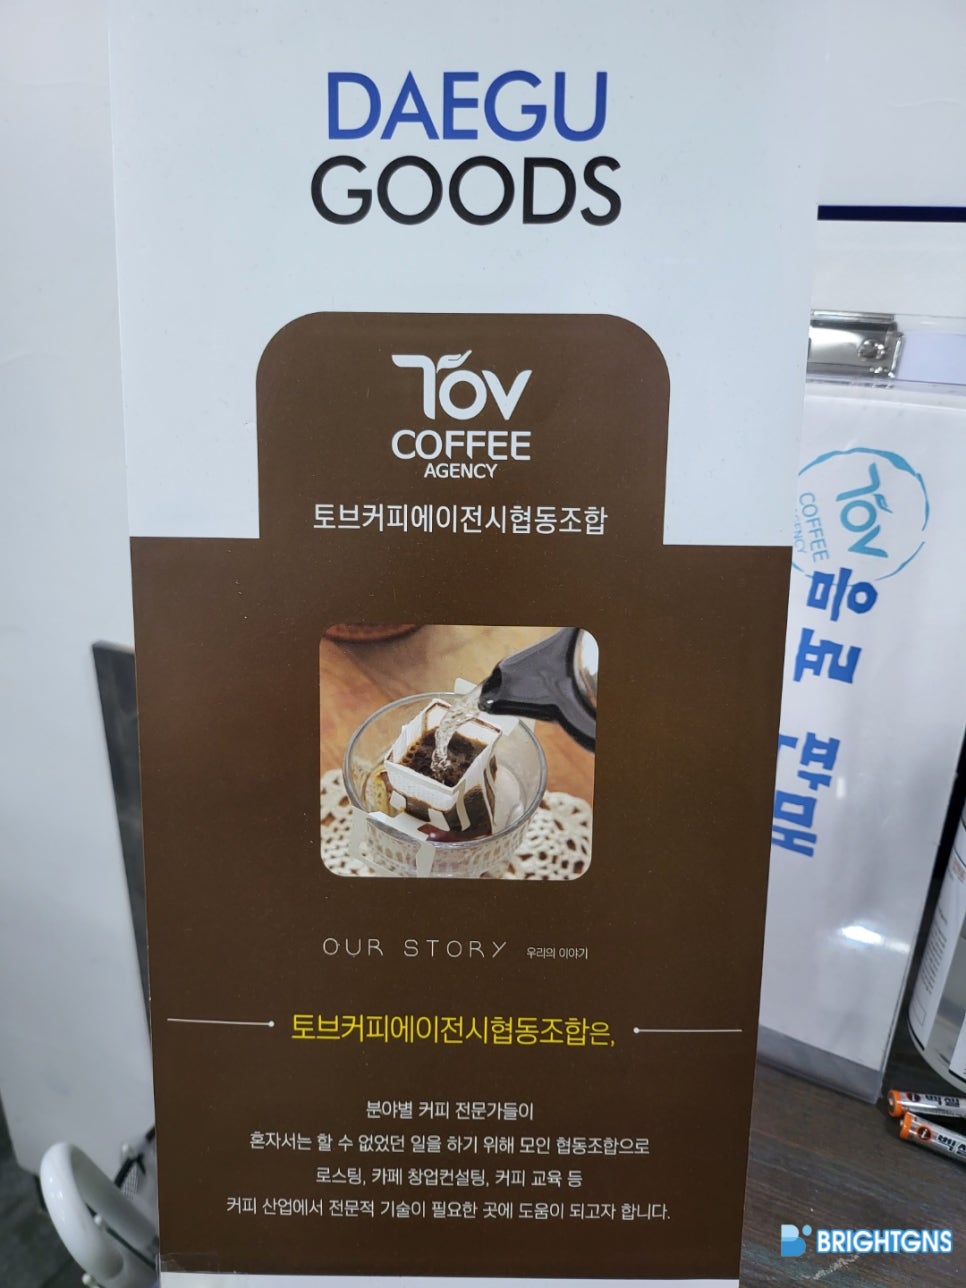 DAEGU
GOODS
TOV
COFFEE
AGENCY
토브커피에이전시협동조합
OUR STORY 우리의 이야기
토브커피에이전시협동조합은,
분야별 커피 전문가들이
혼자서는 할 수 없었던 일을 하기 위해 모인 협동조합으로
로스팅, 카페 창업컨설팅, 커피 교육 등
커피 산업에서 전문적 기술이 필요한 곳에 도움이 되고자 합니다.
TOV
COFFEE
음료 판매
BRIGHTGNS